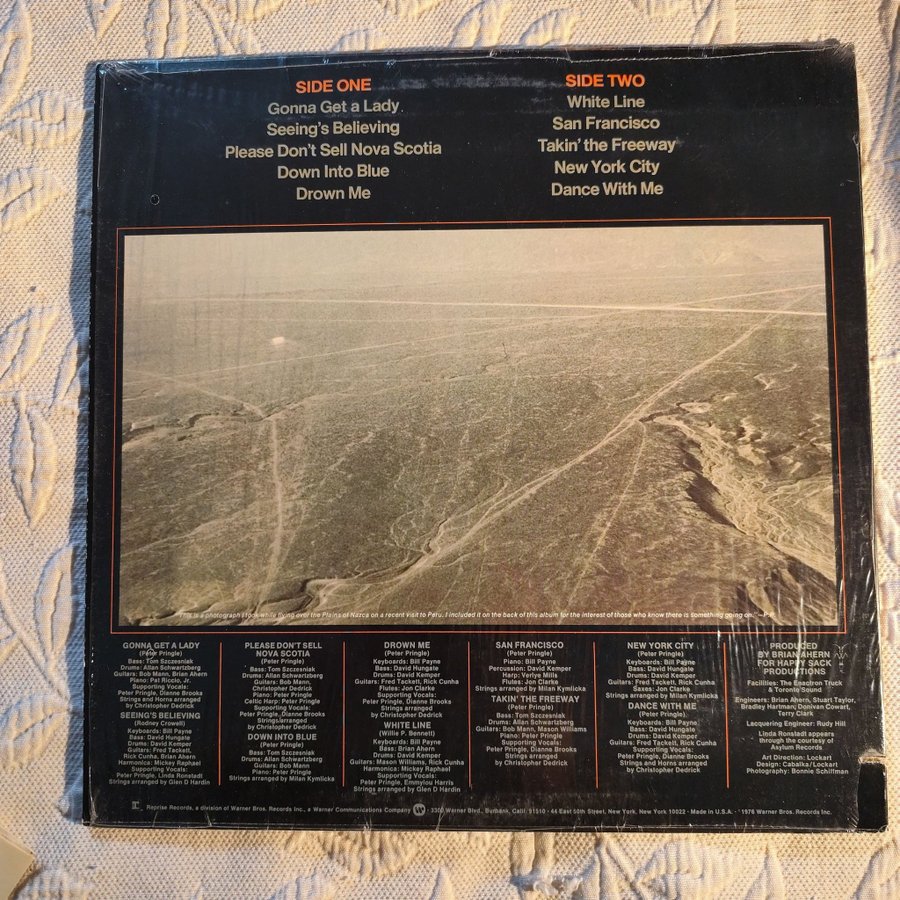 SIDE ONE
Gonna Get a Lady
Seeing's Believing
Please Don't Sell Nova Scotia
Down Into Blue
Drown Me
SIDE TWO
White Line
San Francisco
Takin' the Freeway
New York City
Dance With Me
This is a photograph I took while flying over the Plains of Nazca on a recent visit to Peru. I included it on the back of this album for the interest of those who know there is something going on." —P.P.
GONNA GET A LADY
(Peter Pringle)
Bass: Tom Szczesniak
Drums: Allan Schwartzberg
Guitars: Bob Mann, Brian Ahern
Piano: Pat Riccio, Jr.
Supporting Vocals:
Peter Pringle, Dianne Brooks
Strings and Horns arranged
by Christopher Dedrick
SEEING'S BELIEVING
(Rodney Crowell)
Keyboards: Bill Payne
Bass: David Hungate
Drums: David Kemper
Guitars: Fred Tackett,
Rick Cunha, Brian Ahern
Harmonica: Mickey Raphael
Supporting Vocals:
Peter Pringle, Linda Ronstadt
Strings arranged by Glen D Hardin
PLEASE DON'T SELL
NOVA SCOTIA
(Peter Pringle)
Bass: Tom Szczesniak
Drums: Allan Schwartzberg
Guitars: Bob Mann,
Christopher Dedrick
Piano: Peter Pringle
Celtic Harp: Peter Pringle
Supporting Vocals:
Peter Pringle, Dianne Brooks
Strings arranged
by Christopher Dedrick
DOWN INTO BLUE
(Peter Pringle)
Bass: Tom Szczesniak
Drums: Allan Schwartzberg
Guitars: Bob Mann
Piano: Peter Pringle
Strings arranged by Milan Kymlicka
DROWN ME
(Peter Pringle)
Keyboards: Bill Payne
Bass: David Hungate
Drums: David Kemper
Guitars: Fred Tackett, Rick Cunha
Flutes: Jon Clarke
Supporting Vocals:
Peter Pringle, Dianne Brooks
Strings arranged
by Christopher Dedrick
WHITE LINE
(Willie P. Bennett)
Keyboards: Bill Payne
Bass: Brian Ahern
Drums: David Kemper
Guitars: Mason Williams, Rick Cunha
Harmonica: Mickey Raphael
Supporting Vocals:
Peter Pringle, Emmylou Harris
Strings arranged by Glen D Hardin
SAN FRANCISCO
(Peter Pringle)
Piano: Bill Payne
Percussion: David Kemper
Harp: Verlye Mills
Flutes: Jon Clarke
Strings arranged by Milan Kymlicka
TAKIN' THE FREEWAY
(Peter Pringle)
Bass: Tom Szczesniak
Drums: Allan Schwartzberg
Guitars: Bob Mann, Mason Williams
Piano: Peter Pringle
Supporting Vocals:
Peter Pringle, Dianne Brooks
Strings arranged
by Christopher Dedrick
NEW YORK CITY
(Peter Pringle)
Keyboards: Bill Payne
Bass: David Hungate
Drums: David Kemper
Guitars: Fred Tackett, Rick Cunha
Saxes: Jon Clarke
Strings arranged by Milan Kymlicka
DANCE WITH ME
(Peter Pringle)
Keyboards: Bill Payne
Bass: David Hungate
Drums: David Kemper
Guitars: Fred Tackett, Rick Cunha
Supporting Vocals:
Peter Pringle, Dianne Brooks
Strings and Horns arranged
by Christopher Dedrick
PRODUCED
BY BRIAN AHERN
FOR HAPPY SACK
PRODUCTIONS
Facilities: The Enactron Truck
& Toronto Sound
Engineers: Brian Ahern, Stuart Taylor,
Bradley Hartman, Donivan Cowart,
Terry Clark
Lacquering Engineer: Rudy Hill
Linda Ronstadt appears
through the courtesy of
Asylum Records
Art Direction: Lockart
Design: Cabalka/Lockart
Photography: Bonnie Schiffman
Reprise Records, a division of Warner Bros. Records Inc., a Warner Communications Company W · 3300 Warner Blvd., Burbank, Calif. 91510 · 44 East 50th Street, New York, New York 10022 · Made in U.S.A. · 1976 Warner Bros. Records Inc.